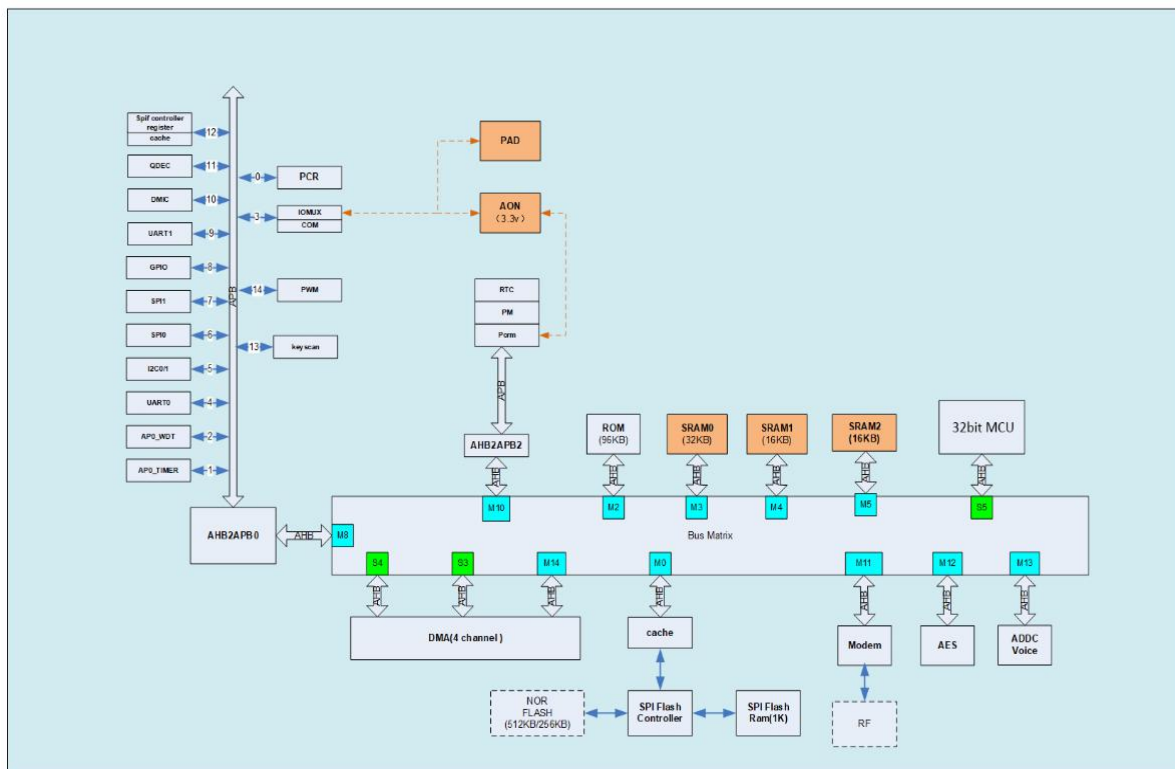 Spif controller
register
cache
12
QDEC
11
DMIC
10
UART1
9
GPIO
8
SPI1
7
SPI0
6
I2C0/1
5
UART0
4
AP0_WDT
2
AP0_TIMER
1
APB
0
PCR
3
IOMUX
COM
14
PWM
13
keyscan
PAD
AON
(3.3v)
RTC
PM
Pcrm
APB
AHB2APB2
AHB
M10
ROM
(96KB)
AHB
M2
SRAM0
(32KB)
AHB
M3
SRAM1
(16KB)
AHB
M4
SRAM2
(16KB)
AHB
M5
32bit MCU
AHB
S5
AHB2APB0
AHB
M8
Bus Matrix
S4
S3
M14
M0
M11
M12
M13
AHB
AHB
AHB
AHB
AHB
AHB
AHB
DMA(4 channel )
cache
Modem
AES
ADDC
Voice
NOR
FLASH
(512KB/256KB)
SPI Flash
Controller
SPI Flash
Ram(1K)
RF